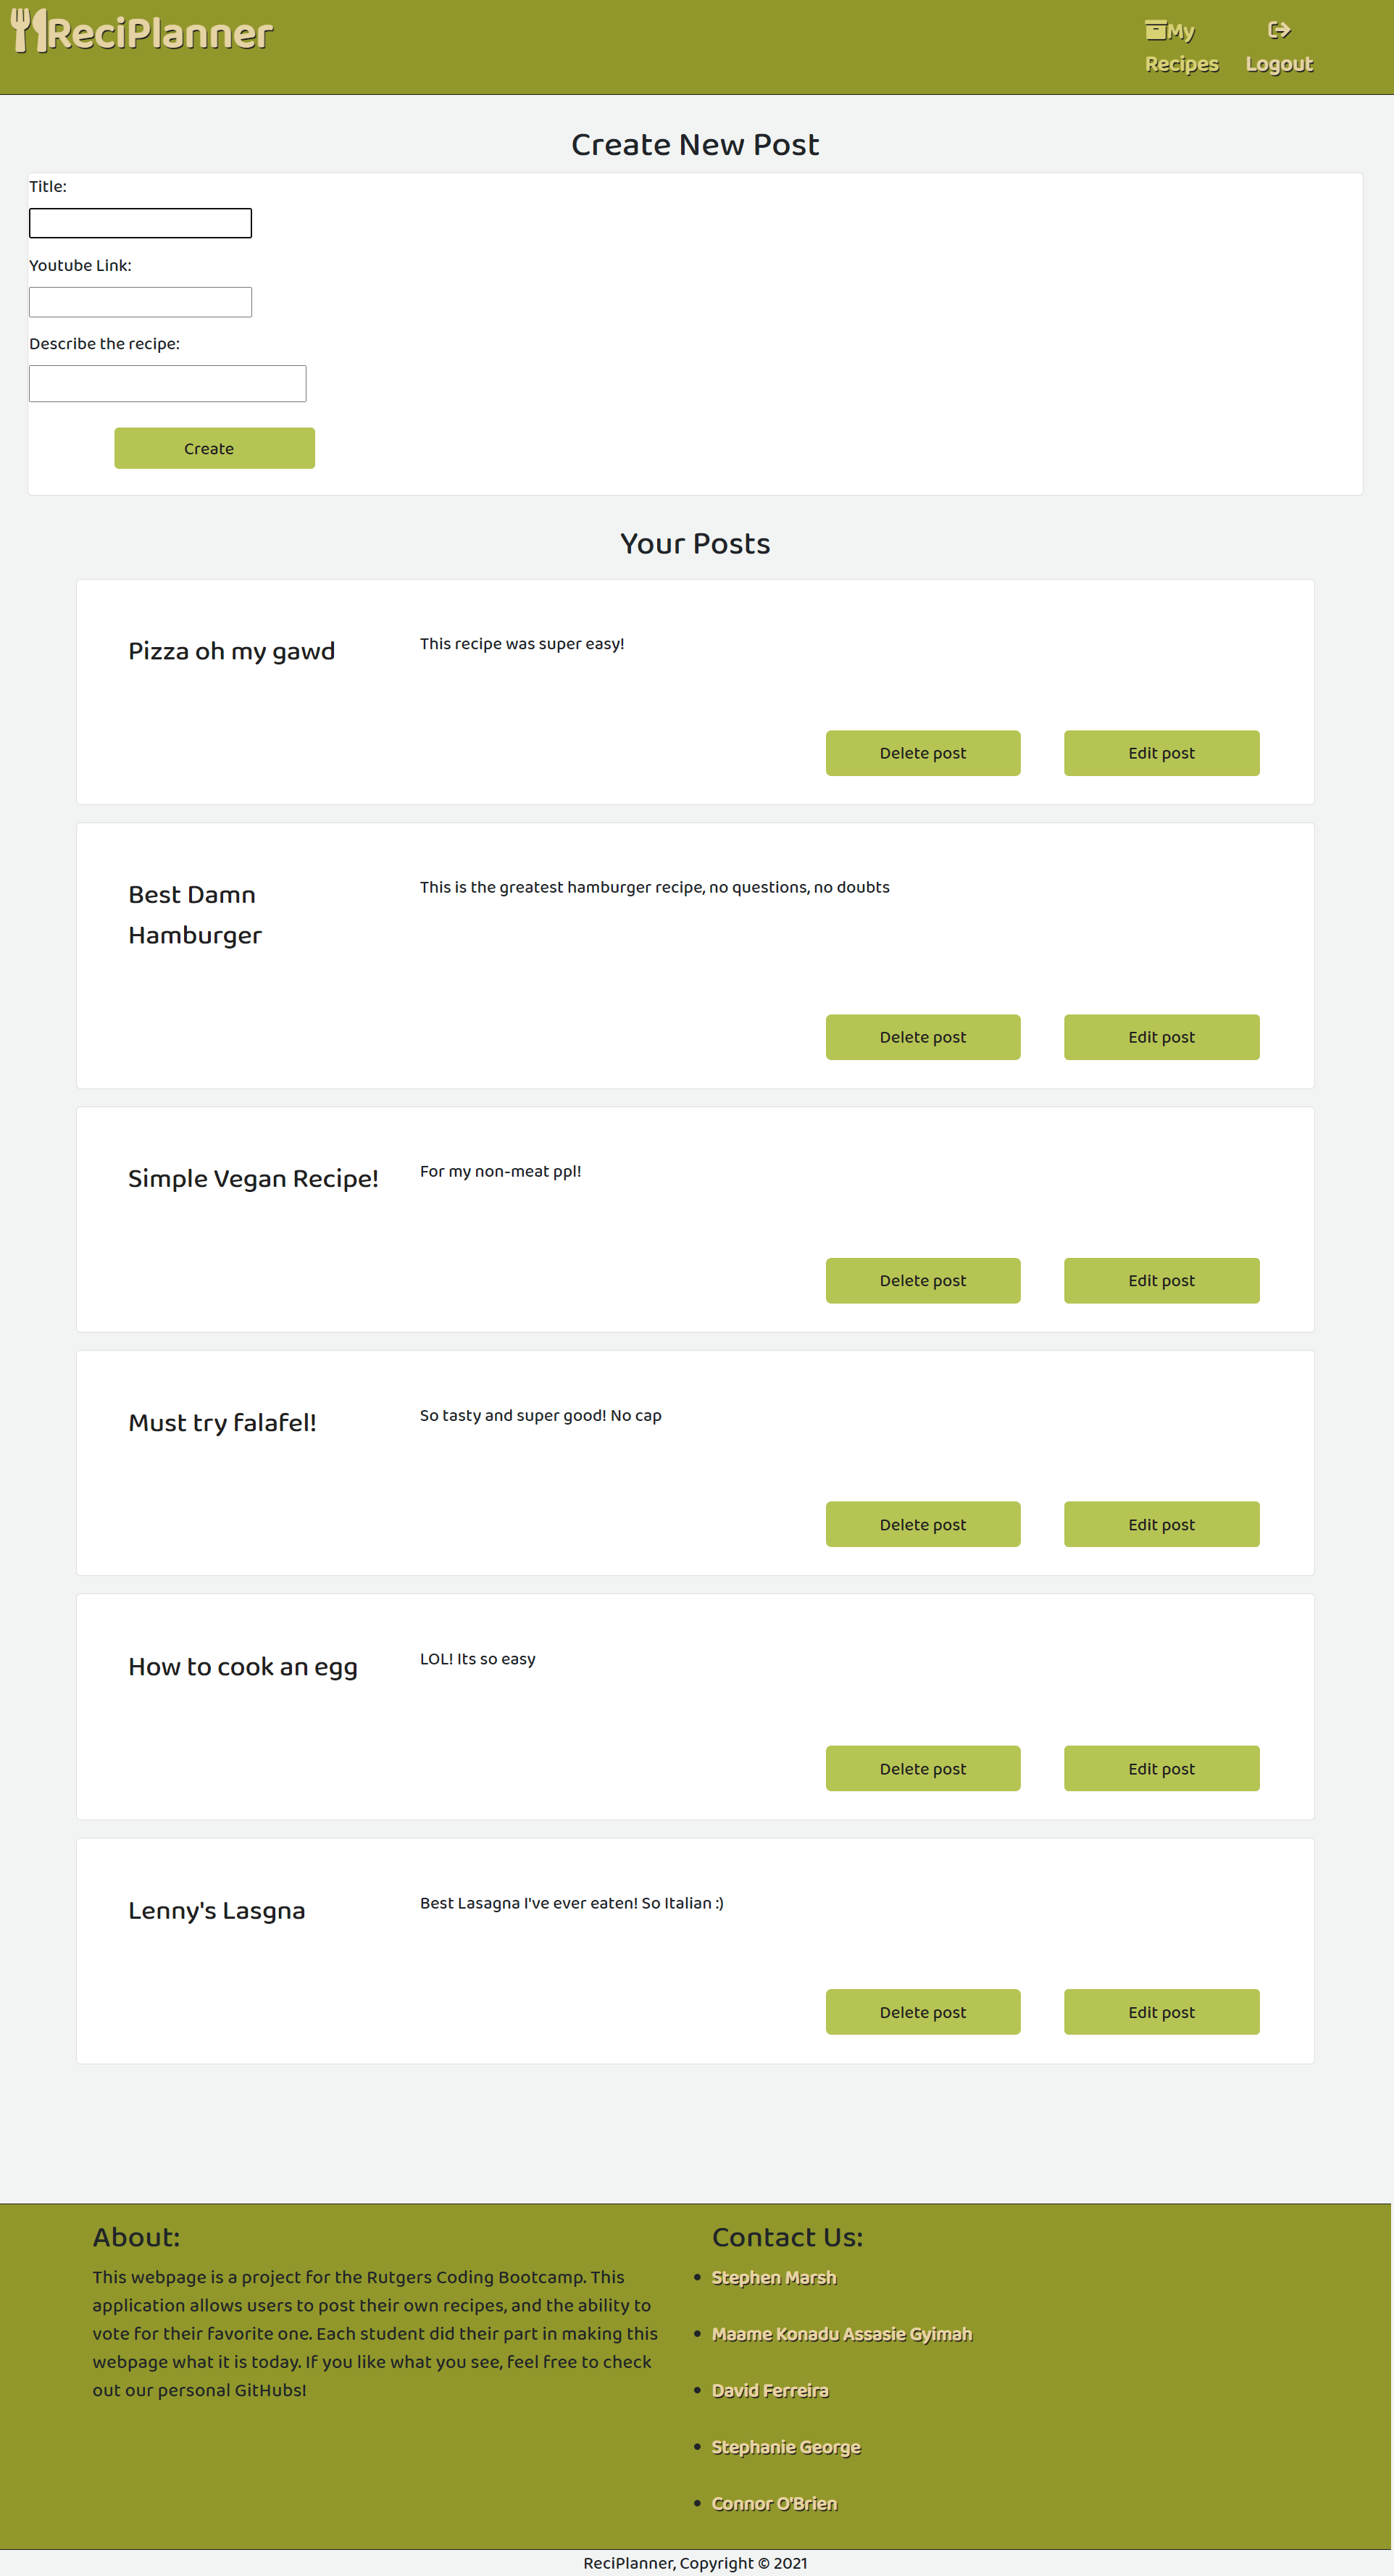 ReciPlanner
My
Recipes
Logout
Create New Post
Title:
Youtube Link:
Describe the recipe:
Create
Your Posts
Pizza oh my gawd
This recipe was super easy!
Delete post
Edit post
Best Damn
Hamburger
This is the greatest hamburger recipe, no questions, no doubts
Delete post
Edit post
Simple Vegan Recipe!
For my non-meat ppl!
Delete post
Edit post
Must try falafel!
So tasty and super good! No cap
Delete post
Edit post
How to cook an egg
LOL! Its so easy
Delete post
Edit post
Lenny's Lasgna
Best Lasagna I've ever eaten! So Italian :)
Delete post
Edit post
About:
This webpage is a project for the Rutgers Coding Bootcamp. This
application allows users to post their own recipes, and the ability to
vote for their favorite one. Each student did their part in making this
webpage what it is today. If you like what you see, feel free to check
out our personal GitHubs!
Contact Us:
• Stephen Marsh
• Maame Konadu Assasie Gyimah
• David Ferreira
• Stephanie George
• Connor O'Brien
ReciPlanner, Copyright © 2021